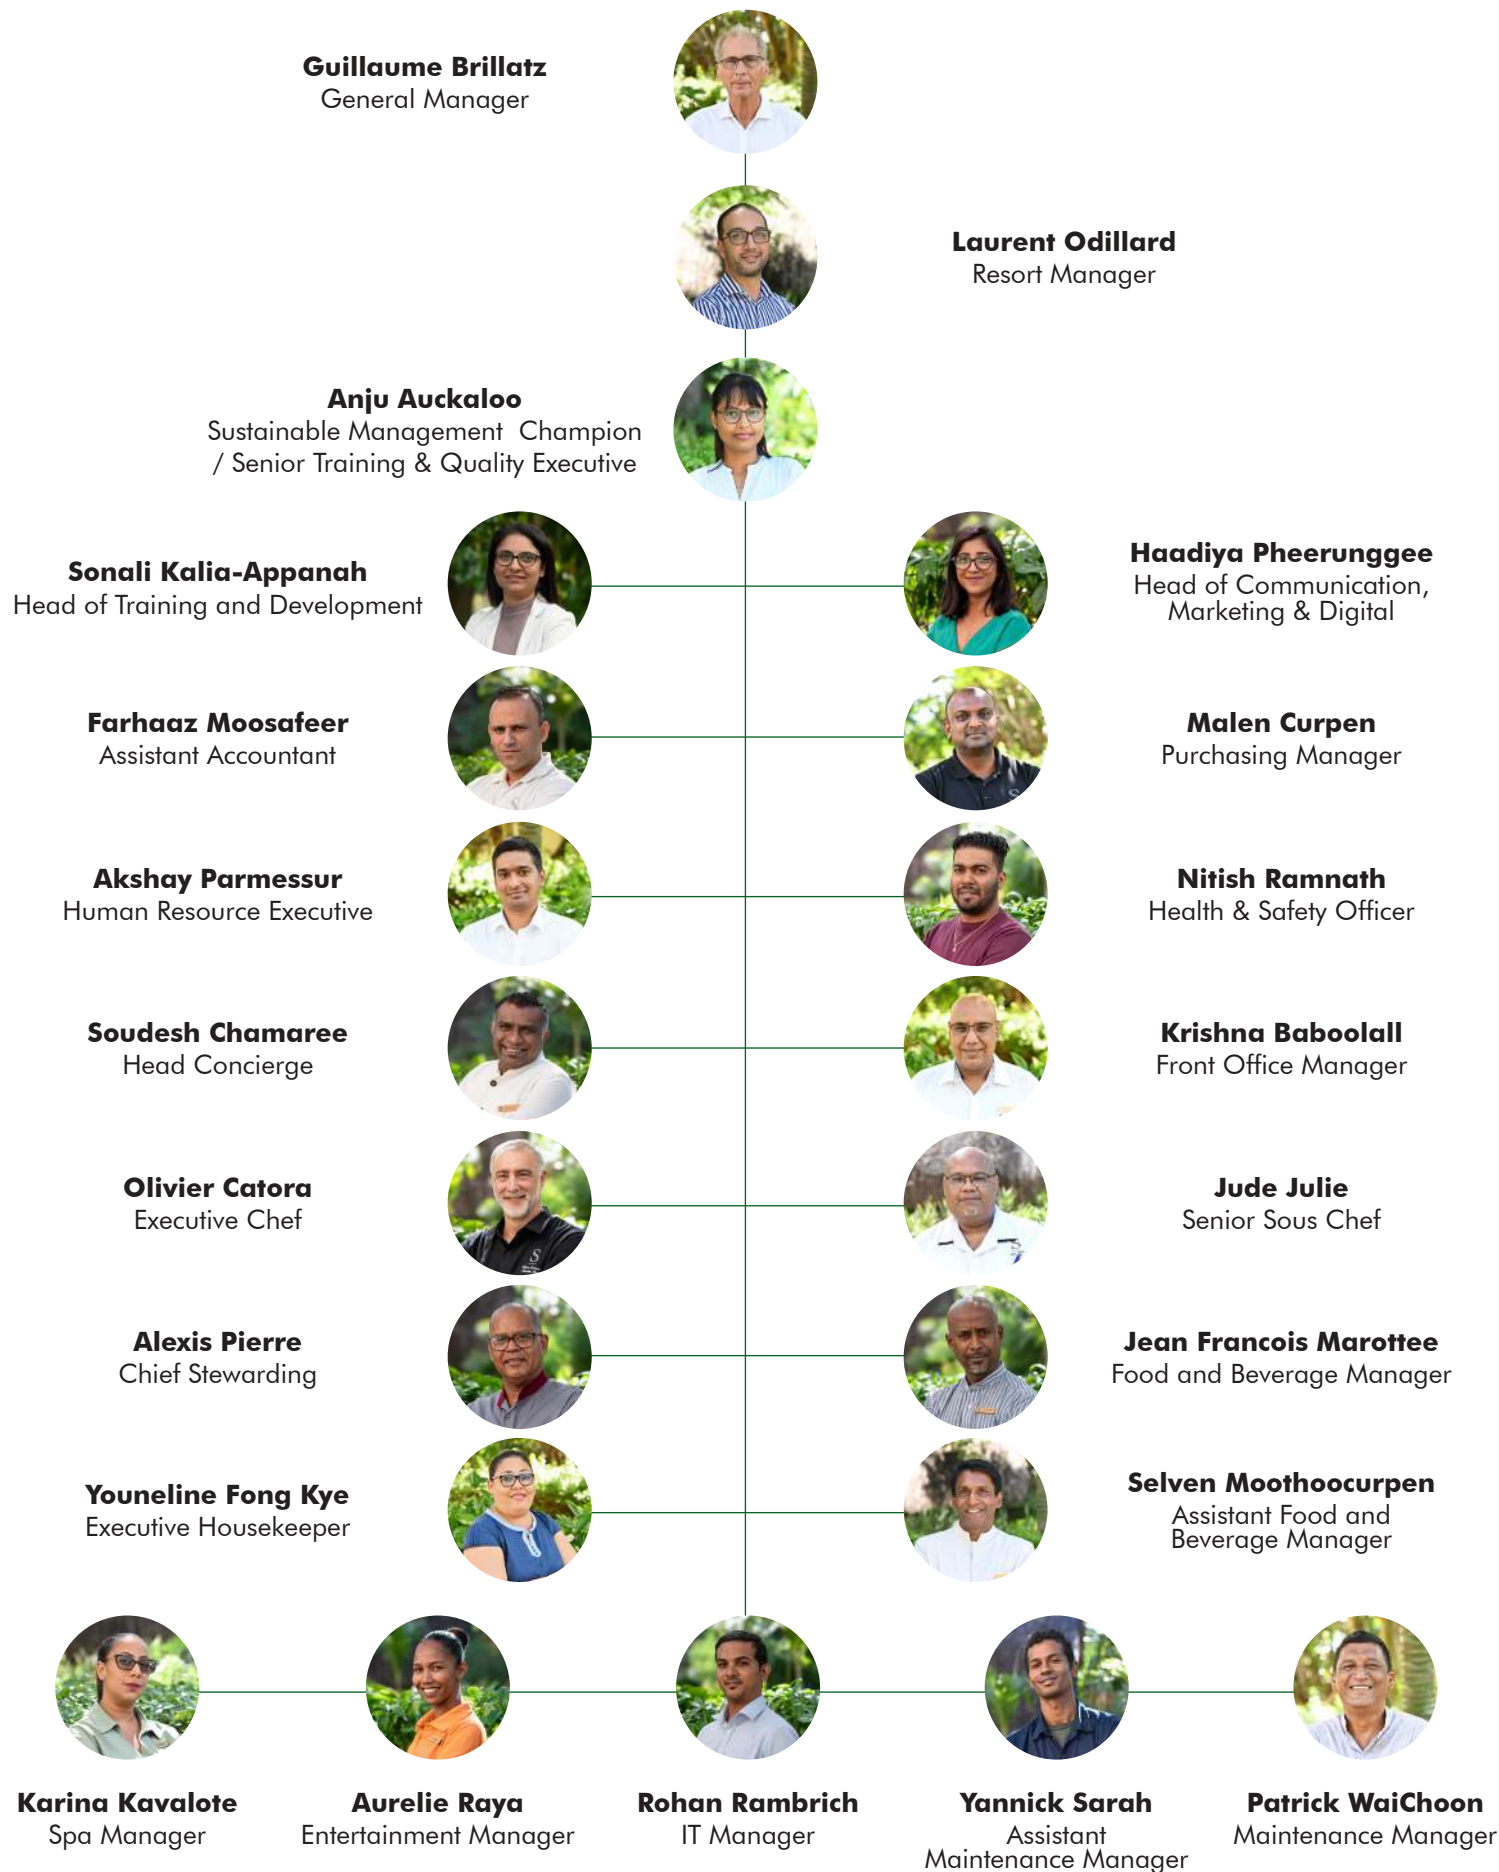 Guillaume Brillatz
General Manager
Laurent Odillard
Resort Manager
Anju Auckaloo
Sustainable Management  Champion
/ Senior Training & Quality Executive
Sonali Kalia-Appanah
Head of Training and Development
Haadiya Pheerunggee
Head of Communication,
Marketing & Digital
Farhaaz Moosafeer
Assistant Accountant
Malen Curpen
Purchasing Manager
Akshay Parmessur
Human Resource Executive
Nitish Ramnath
Health & Safety Officer
Soudesh Chamaree
Head Concierge
Krishna Baboolall
Front Office Manager
Olivier Catora
Executive Chef
Jude Julie
Senior Sous Chef
Alexis Pierre
Chief Stewarding
Jean Francois Marottee
Food and Beverage Manager
Youneline Fong Kye
Executive Housekeeper
Selven Moothoocurpen
Assistant Food and
Beverage Manager
Karina Kavalote
Spa Manager
Aurelie Raya
Entertainment Manager
Rohan Rambrich
IT Manager
Yannick Sarah
Assistant
Maintenance Manager
Patrick WaiChoon
Maintenance Manager